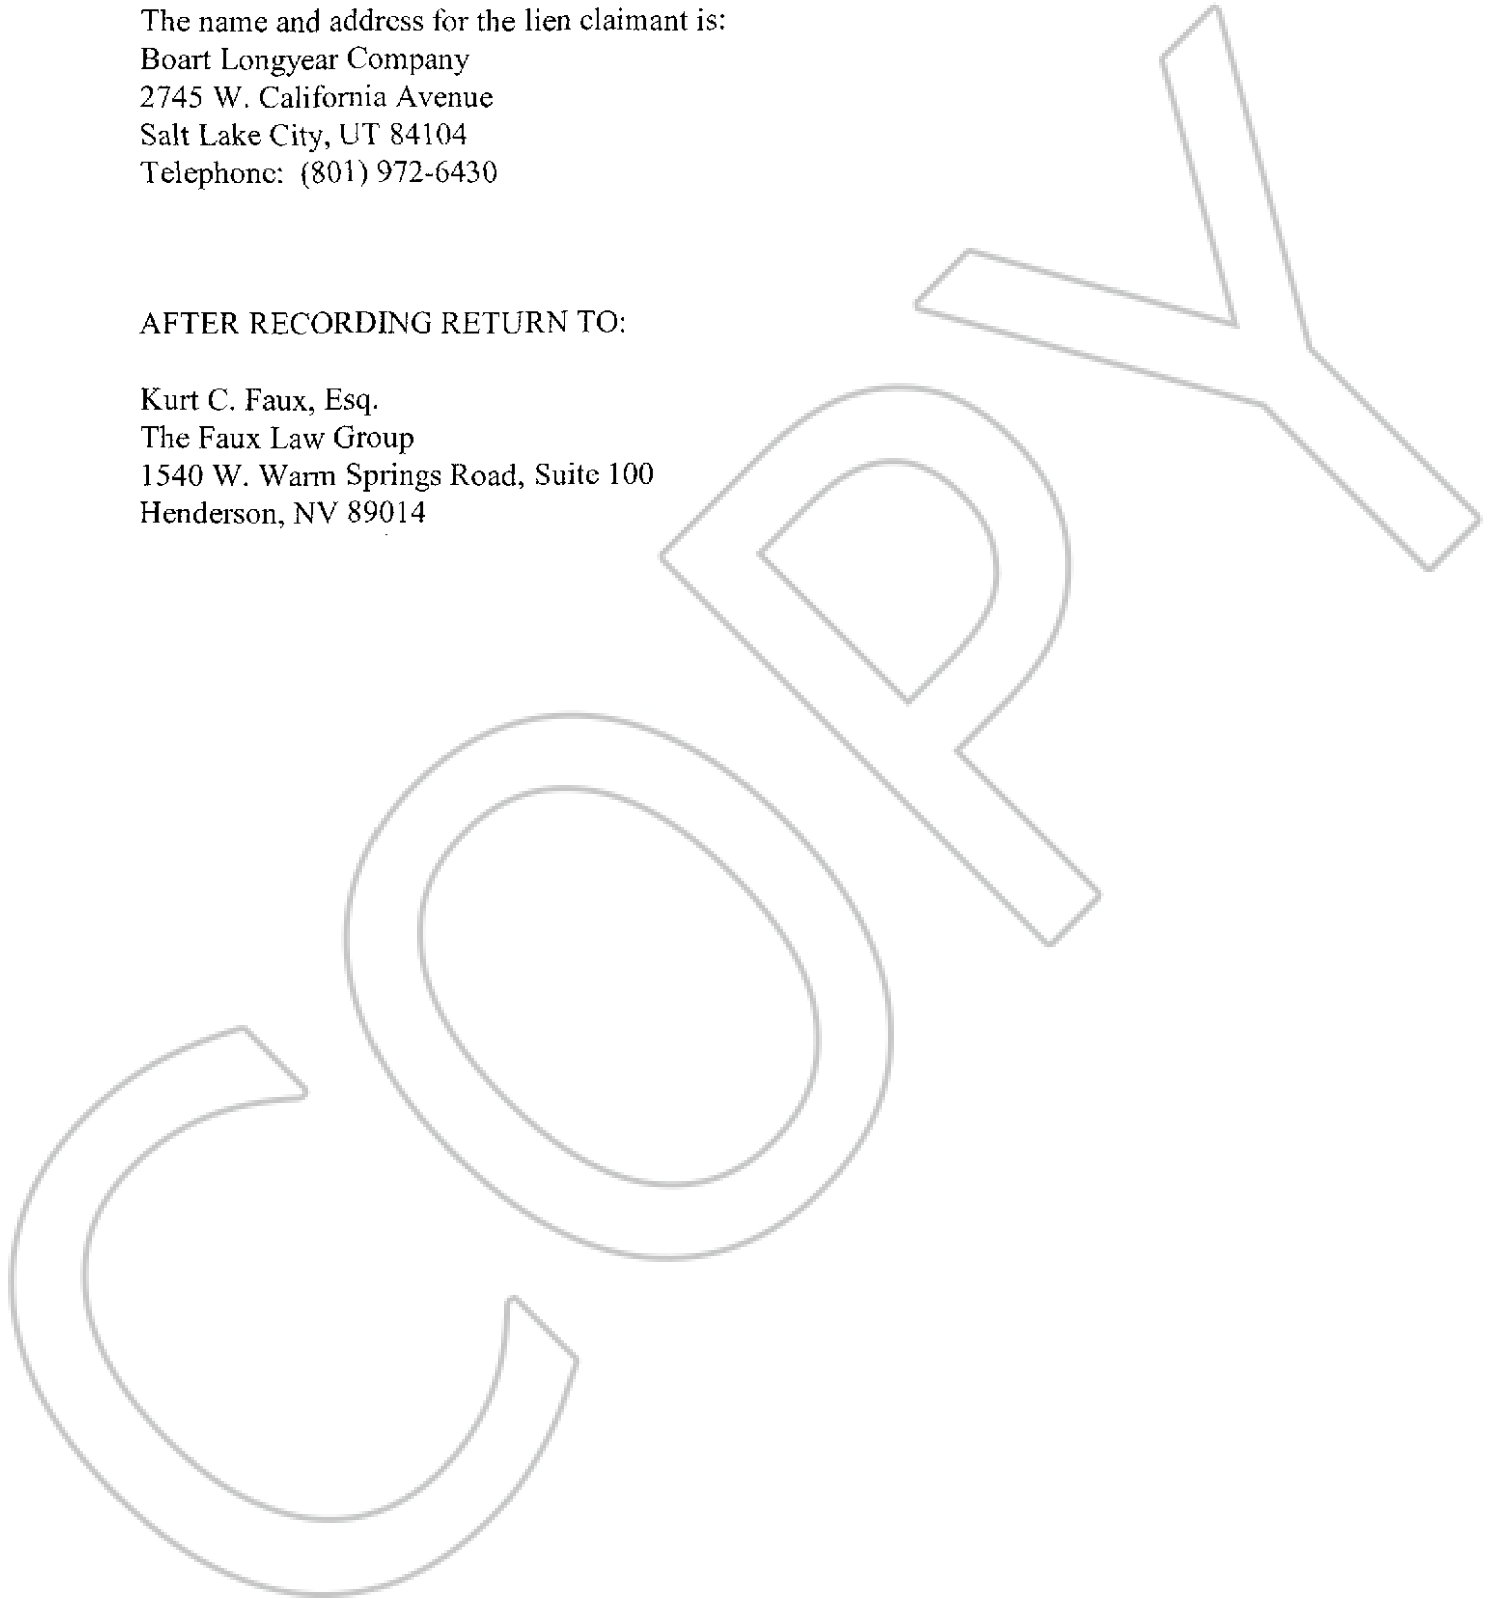 The name and address for the lien claimant is:
Boart Longyear Company
2745 W. California Avenue
Salt Lake City, UT 84104
Telephone: (801) 972-6430
AFTER RECORDING RETURN TO:
Kurt C. Faux, Esq.
The Faux Law Group
1540 W. Warm Springs Road, Suite 100
Henderson, NV 89014
COPY